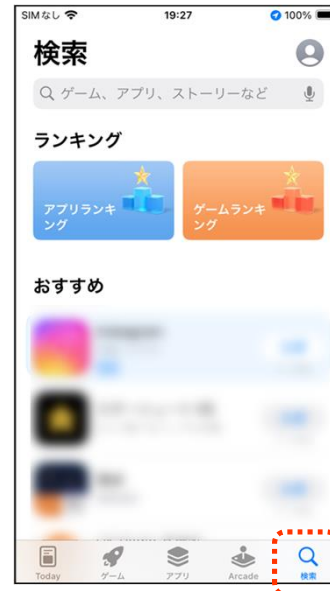 SIMなし 19:27 100%
検索
ゲーム、アプリ、ストーリーなど
ランキング
アプリランキ
ング
ゲームランキ
ング
おすすめ
Today ゲーム アプリ Arcade 検索